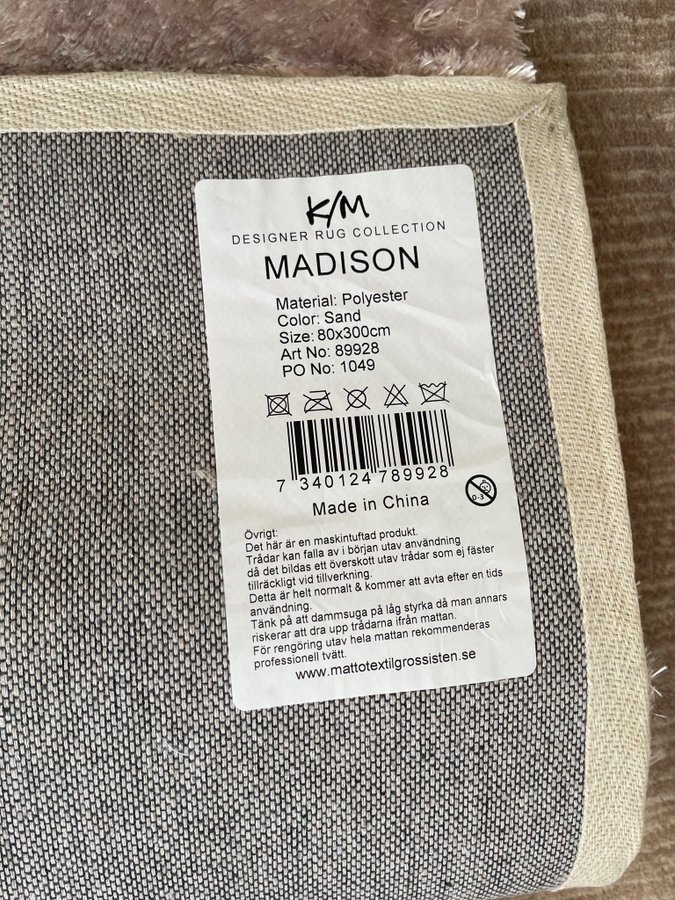 K/M
DESIGNER RUG COLLECTION
MADISON
Material: Polyester
Color: Sand
Size: 80x300cm
Art No: 89928
PO No: 1049
7 340124 789928
0-3
Made in China
Övrigt:
Det här är en maskintuftad produkt.
Trådar kan falla av i början utav användning
då det bildas ett överskott utav trådar som ej fäster
tillräckligt vid tillverkning.
Detta är helt normalt & kommer att avta efter en tids
användning.
Tänk på att dammsuga på låg styrka då man annars
riskerar att dra upp trådarna ifrån mattan.
För rengöring utav hela mattan rekommenderas
professionell tvätt.
www.mattotextilgrossisten.se